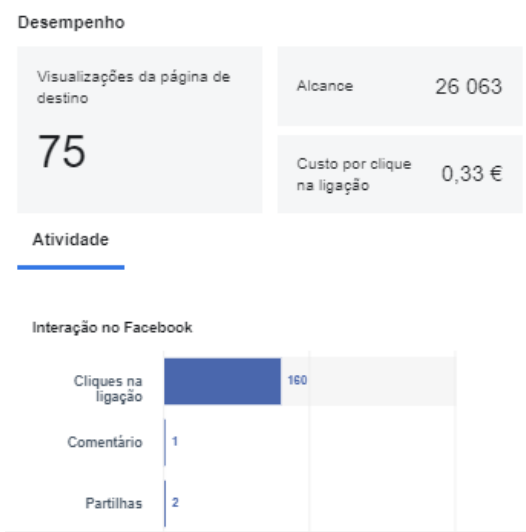 Desempenho
Visualizações da página de
destino
75
Alcance
26 063
Custo por clique
na ligação
0,33 €
Atividade
Interação no Facebook
Cliques na
ligação
160
Comentário
1
Partilhas
2